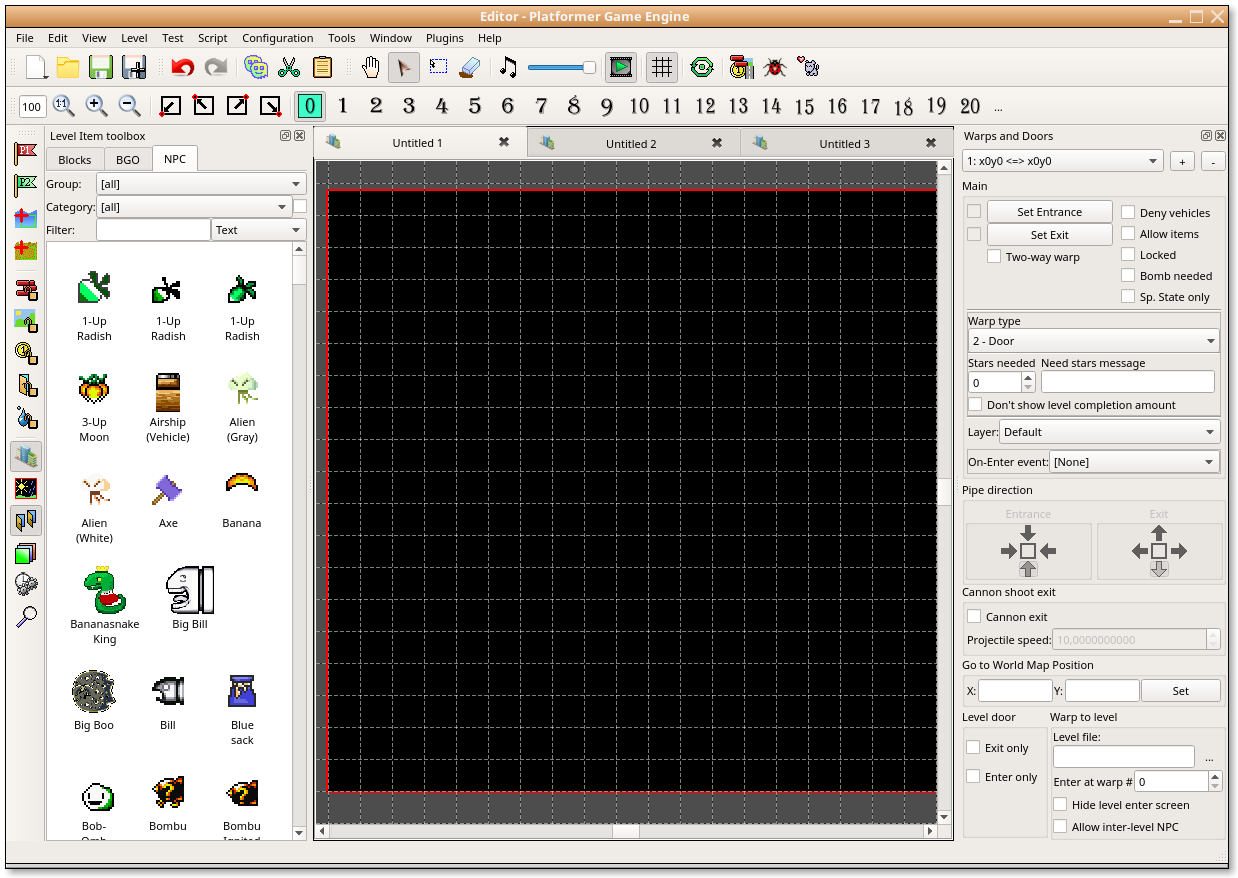 Editor - Platformer Game Engine
File Edit View Level Test Script Configuration Tools Window Plugins Help
100 1:1 0 1 2 3 4 5 6 7 8 9 10 11 12 13 14 15 16 17 18 19 20 ...
Level Item toolbox
Blocks BGO NPC
Group: [all]
Category: [all]
Filter: Text
1-Up
Radish
1-Up
Radish
1-Up
Radish
3-Up
Moon
Airship
(Vehicle)
Alien
(Gray)
Alien
(White)
Axe
Banana
Bananasnake
King
Big Bill
Big Boo
Bill
Blue
sack
Bob-
Omb
Bombu
Bombu
Ignited
P1
P2
Untitled 1
Untitled 2
Untitled 3
Warps and Doors
1: x0y0 <=> x0y0 + -
Main
Set Entrance
Set Exit
Two-way warp
Deny vehicles
Allow items
Locked
Bomb needed
Sp. State only
Warp type
2 - Door
Stars needed Need stars message
0
Don't show level completion amount
Layer: Default
On-Enter event: [None]
Pipe direction
Entrance Exit
Cannon shoot exit
Cannon exit
Projectile speed: 10,0000000000
Go to World Map Position
X: Y: Set
Level door
Exit only
Enter only
Warp to level
Level file:
...
Enter at warp # 0
Hide level enter screen
Allow inter-level NPC